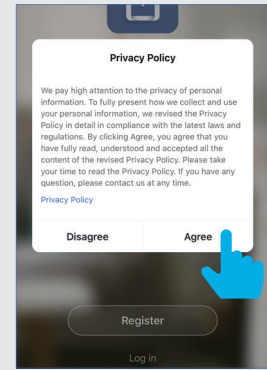 Privacy Policy
We pay high attention to the privacy of personal
information. To fully present how we collect and use
your personal information, we revised the Privacy
Policy in detail in compliance with the latest laws and
regulations. By clicking Agree, you agree that you
have fully read, understood and accepted all the
content of the revised Privacy Policy. Please take
your time to read the Privacy Policy. If you have any
question, please contact us at any time.
Privacy Policy
Disagree Agree
Register
Log in